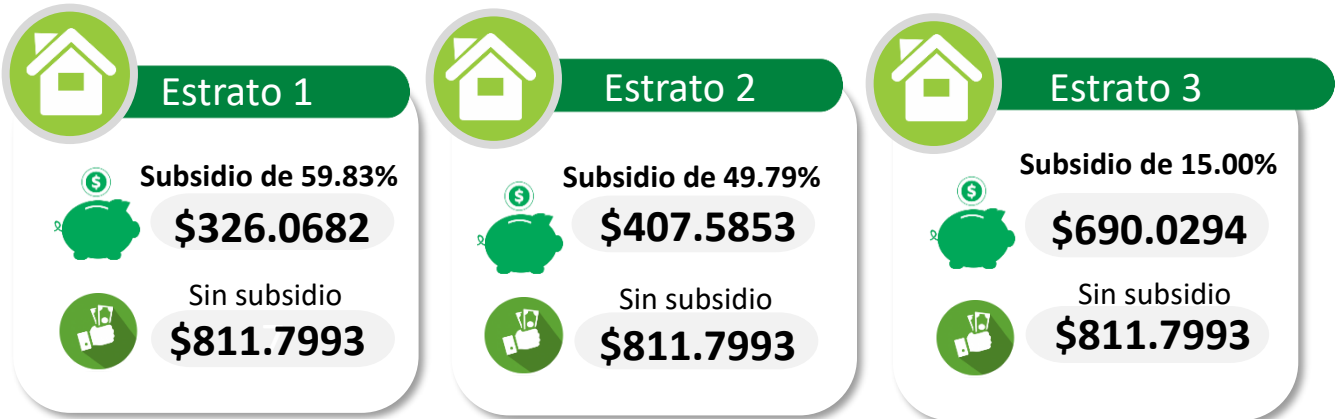 Estrato 1
Subsidio de 59.83%
$326.0682
Sin subsidio
$811.7993
Estrato 2
Subsidio de 49.79%
$407.5853
Sin subsidio
$811.7993
Estrato 3
Subsidio de 15.00%
$690.0294
Sin subsidio
$811.7993